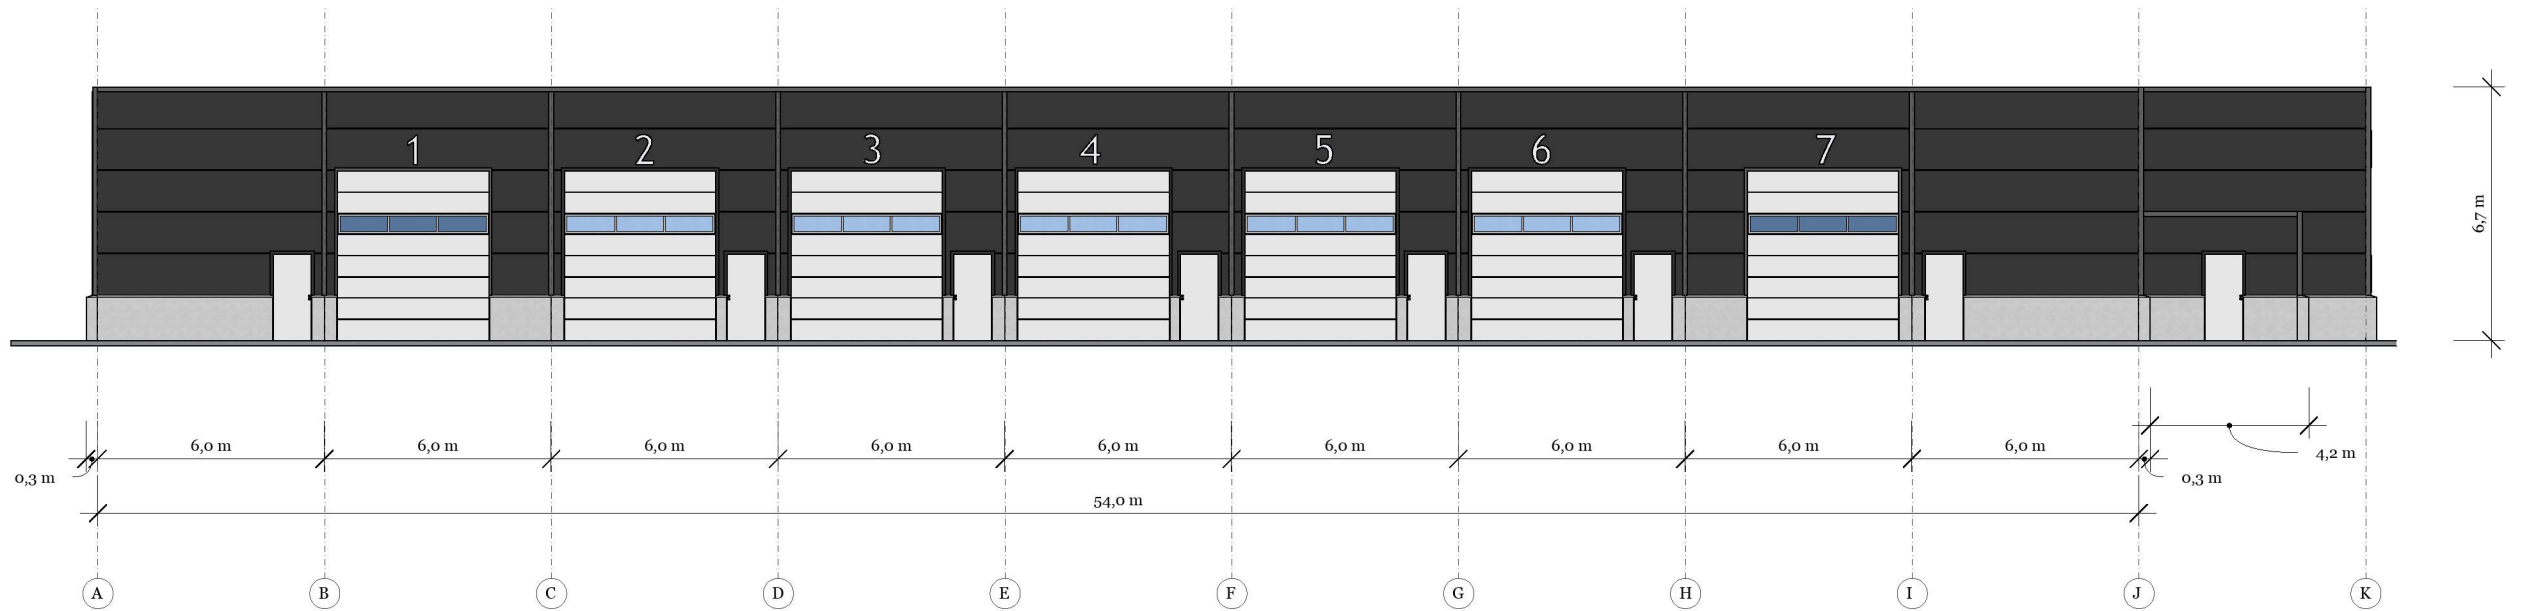 1 2 3 4 5 6 7
6,7 m
6,0 m 6,0 m 6,0 m 6,0 m 6,0 m 6,0 m 6,0 m 6,0 m 6,0 m
4,2 m
0,3 m 0,3 m
54,0 m
A B C D E F G H I J K